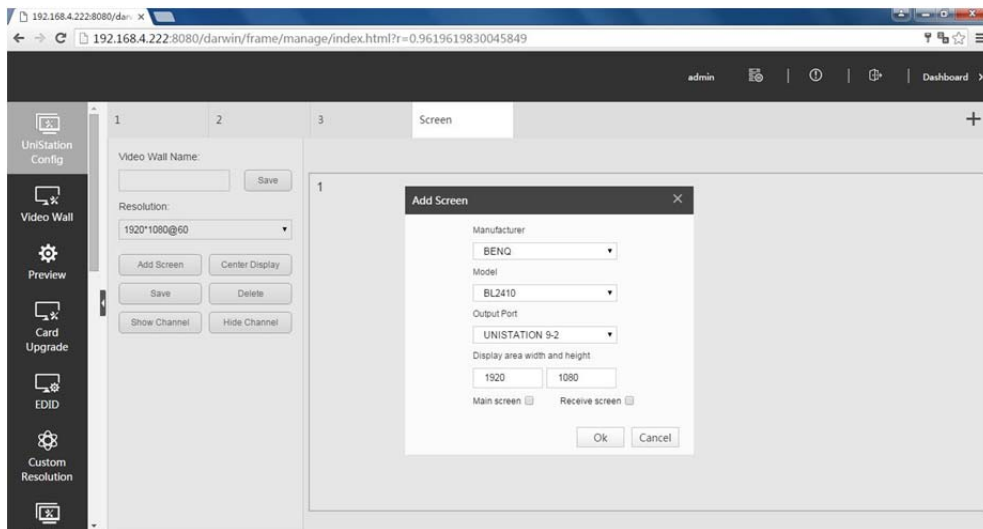 192.168.4.222:8080/dar
192.168.4.222:8080/darwin/frame/manage/index.html?r=0.9619619830045849
admin
Dashboard
UniStation Config
Video Wall
Preview
Card Upgrade
EDID
Custom Resolution
1
2
3
Screen
+
Video Wall Name:
Save
Resolution:
1920*1080@60
Add Screen
Center Display
Save
Delete
Show Channel
Hide Channel
1
Add Screen
Manufacturer
BENQ
Model
BL2410
Output Port
UNISTATION 9-2
Display area width and height
1920
1080
Main screen
Receive screen
Ok
Cancel